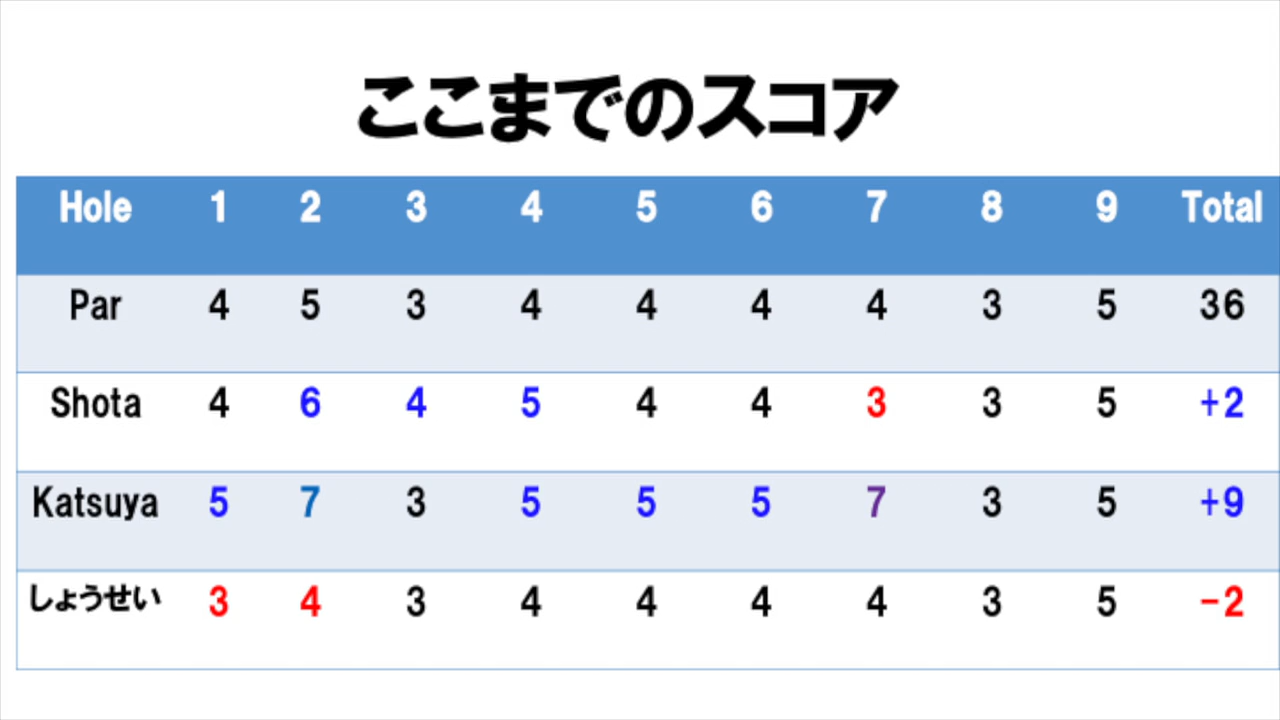 ここまでのスコア
Hole 1 2 3 4 5 6 7 8 9 Total
Par 4 5 3 4 4 4 4 3 5 36
Shota 4 6 4 5 4 4 3 3 5 +2
Katsuya 5 7 3 5 5 5 7 3 5 +9
しょうせい 3 4 3 4 4 4 4 3 5 -2